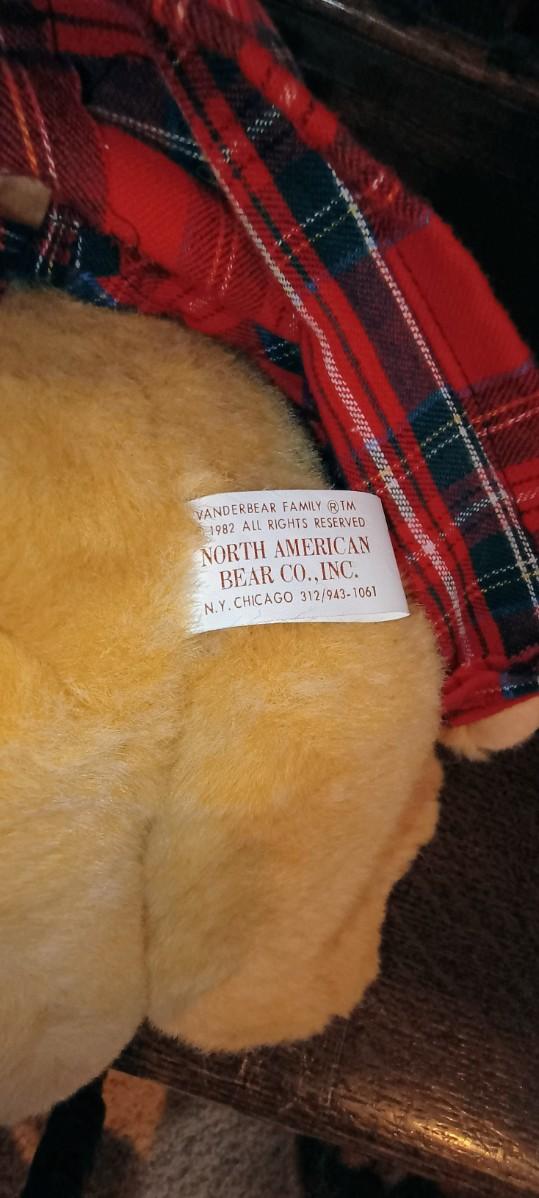 VANDERBEAR FAMILY ® TM
1982 ALL RIGHTS RESERVED
NORTH AMERICAN
BEAR CO., INC.
N.Y. CHICAGO 312/943-1061